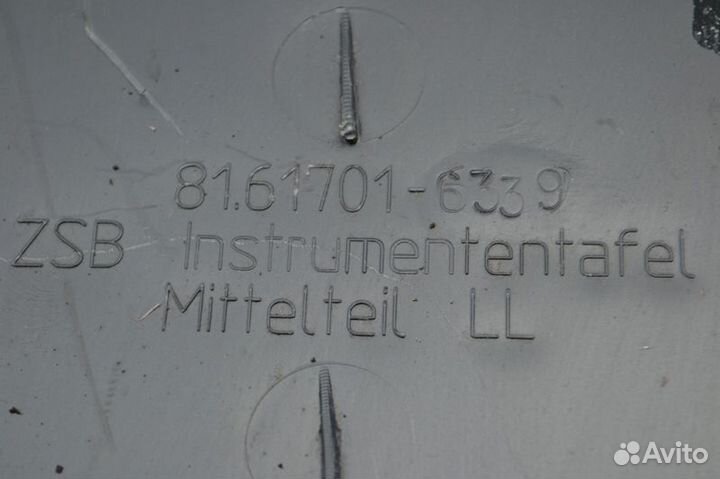 81.61701-6339
ZSB Instrumententafel
Mittelteil LL
Avito